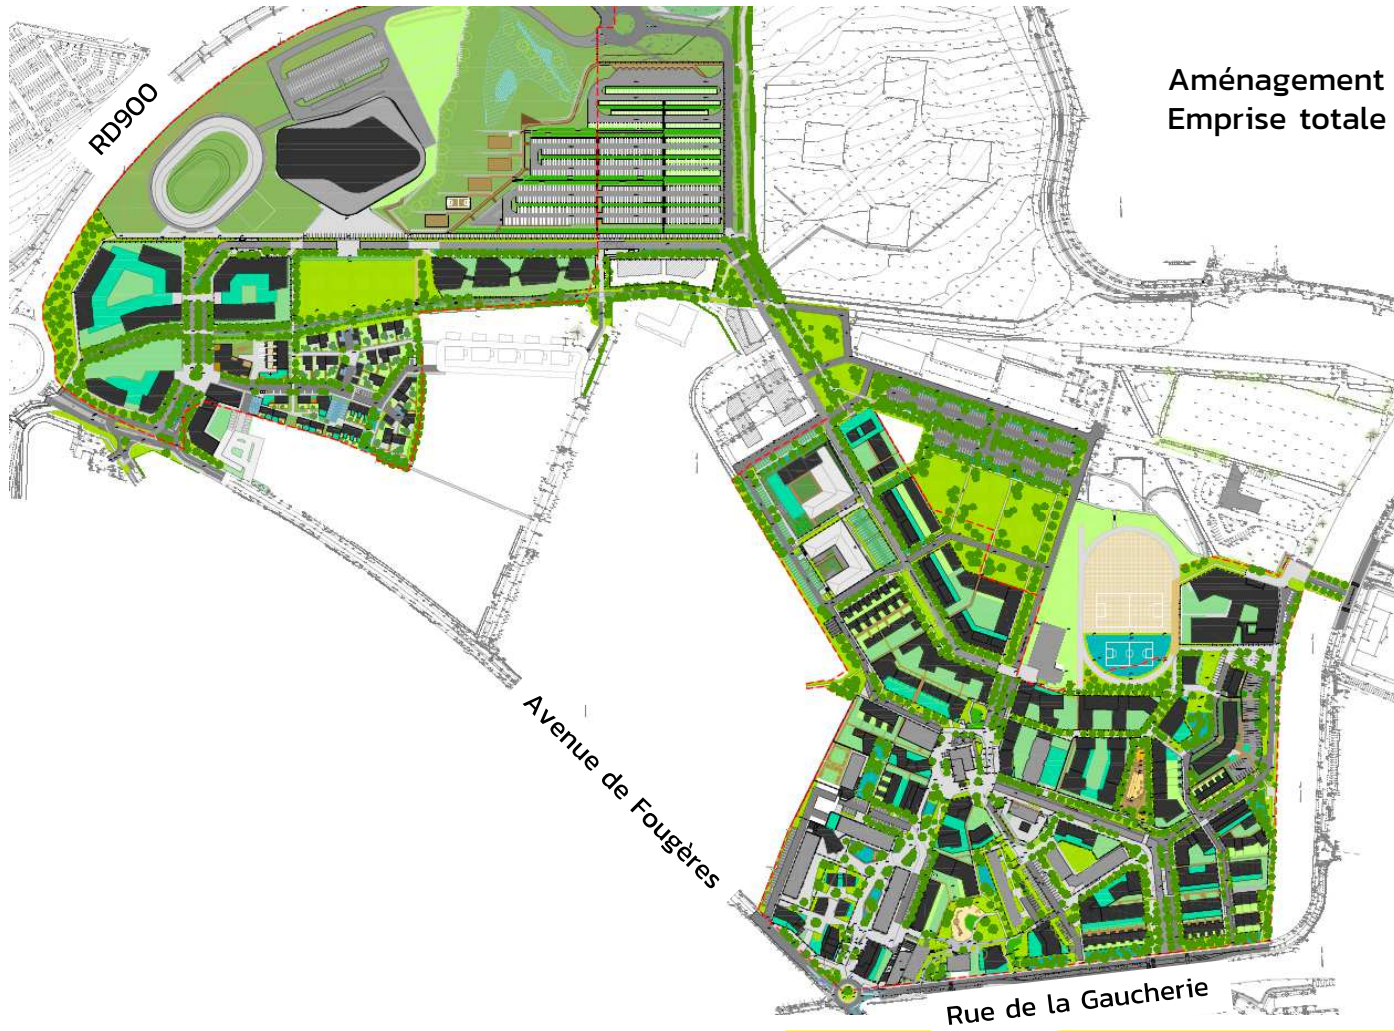 Aménagement
Emprise totale
RD900
Avenue de Fougères
Rue de la Gaucherie